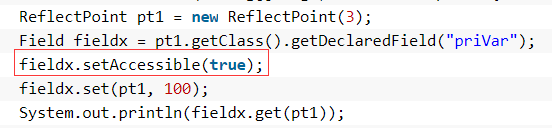 ReflectPoint pt1 = new ReflectPoint(3);
Field fieldx = pt1.getClass().getDeclaredField("priVar");
fieldx.setAccessible(true);
fieldx.set(pt1, 100);
System.out.println(fieldx.get(pt1));